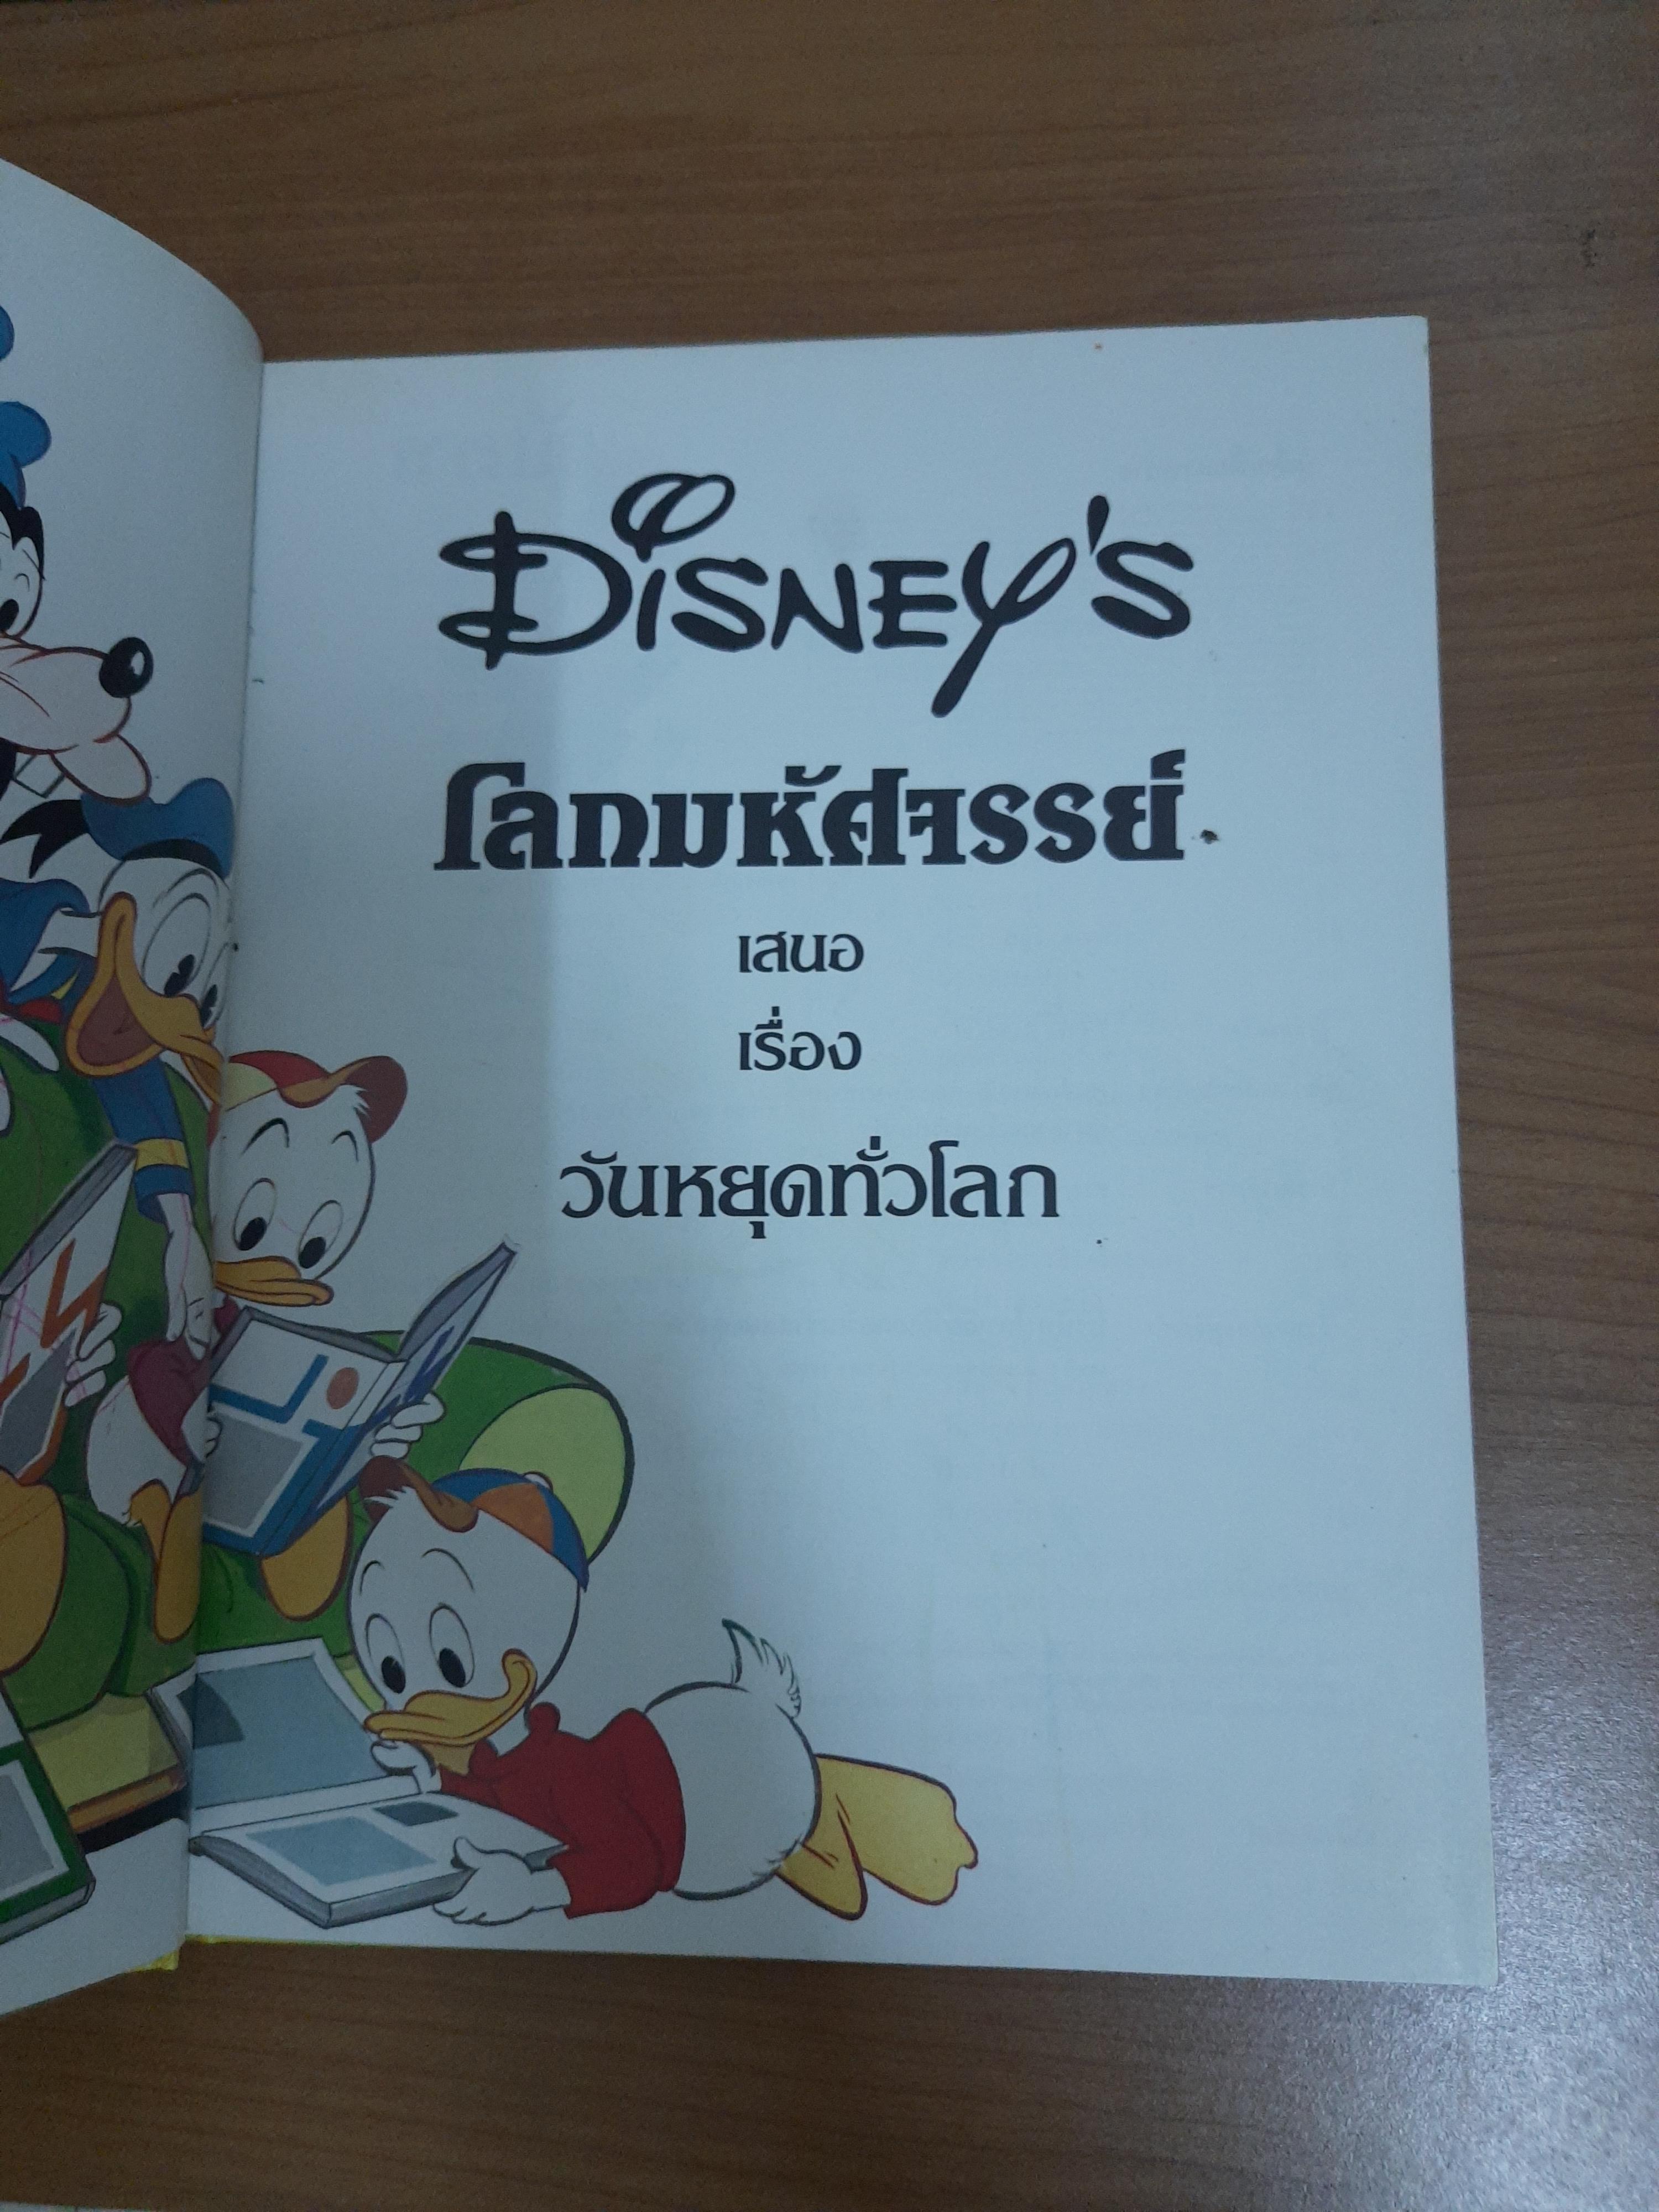 DISNEY'S
โลกมหัศจรรย์
เสนอ
เรื่อง
วันหยุดทั่วโลก